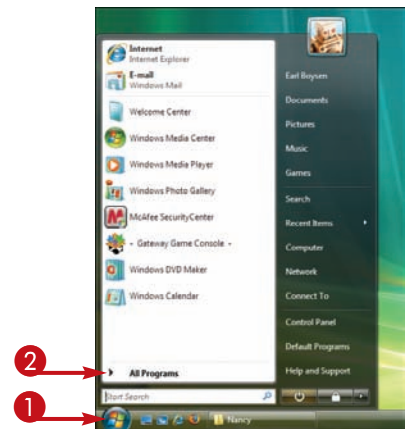 Internet
Internet Explorer
E-mail
Windows Mail
Welcome Center
Windows Media Center
Windows Media Player
Windows Photo Gallery
McAfee SecurityCenter
- Gateway Game Console -
Windows DVD Maker
Windows Calendar
2
All Programs
Start Search
1
Nancy
Earl Boysen
Documents
Pictures
Music
Games
Search
Recent Items
Computer
Network
Connect To
Control Panel
Default Programs
Help and Support